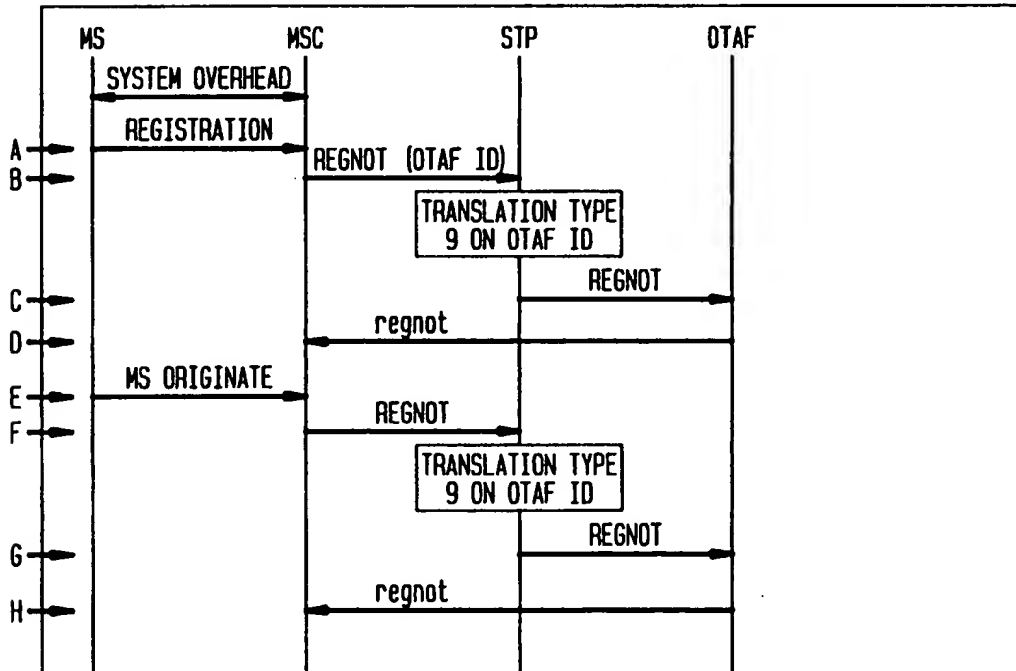 MS MSC STP OTAF
SYSTEM OVERHEAD
A REGISTRATION
B REGNOT (OTAF ID)
TRANSLATION TYPE
9 ON OTAF ID
C REGNOT
D regnot
E MS ORIGINATE
F REGNOT
TRANSLATION TYPE
9 ON OTAF ID
G REGNOT
H regnot